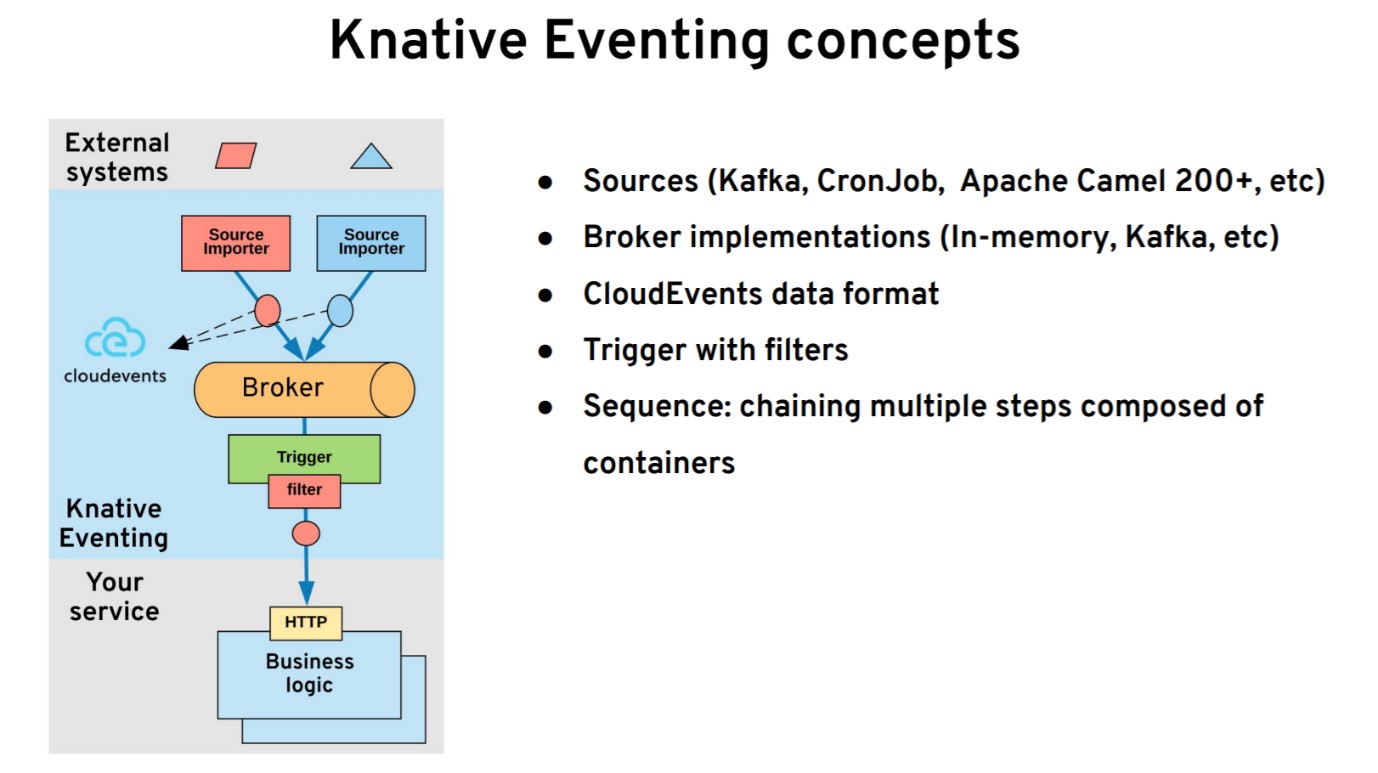 Knative Eventing concepts
External
systems
Source
Importer
Source
Importer
cloudevents
Broker
Trigger
filter
Knative
Eventing
Your
service
HTTP
Business
logic
● Sources (Kafka, CronJob, Apache Camel 200+, etc)
● Broker implementations (In-memory, Kafka, etc)
● CloudEvents data format
● Trigger with filters
● Sequence: chaining multiple steps composed of
containers